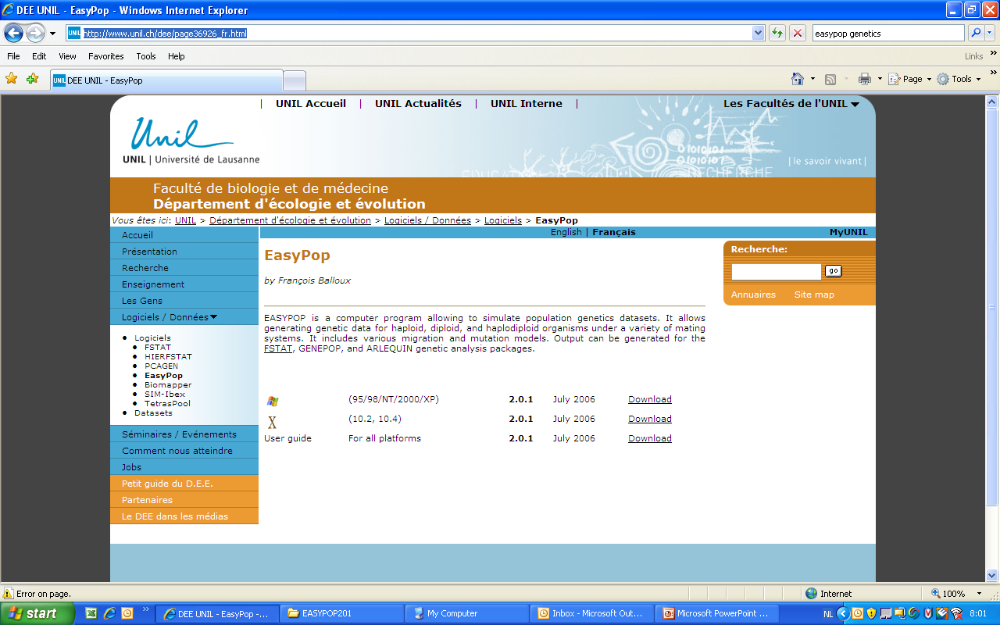 DEE UNIL - EasyPop - Windows Internet Explorer
http://www.unil.ch/dee/page36926_fr.html
easypop genetics
File Edit View Favorites Tools Help
Links
DEE UNIL - EasyPop
Page Tools
UNIL Accueil | UNIL Actualités | UNIL Interne |
Les Facultés de l'UNIL
Unil
UNIL | Université de Lausanne
| le savoir vivant |
EDUCATION
RECHERCHE
Faculté de biologie et de médecine
Département d'écologie et évolution
Vous êtes ici: UNIL > Département d'écologie et évolution > Logiciels / Données > Logiciels > EasyPop
English | Français
MyUNIL
Accueil
Présentation
Recherche
Enseignement
Les Gens
Logiciels / Données
Logiciels
FSTAT
HIERFSTAT
PCAGEN
EasyPop
Biomapper
SIM-Ibex
TetrasPool
Datasets
Séminaires / Evénements
Comment nous atteindre
Jobs
Petit guide du D.E.E.
Partenaires
Le DEE dans les médias
EasyPop
by François Balloux
EASYPOP is a computer program allowing to simulate population genetics datasets. It allows
generating genetic data for haploid, diploid, and haplodiploid organisms under a variety of mating
systems. It includes various migration and mutation models. Output can be generated for the
FSTAT, GENEPOP, and ARLEQUIN genetic analysis packages.
(95/98/NT/2000/XP) 2.0.1 July 2006 Download
X (10.2, 10.4) 2.0.1 July 2006 Download
User guide For all platforms 2.0.1 July 2006 Download
Recherche:
go
Annuaires Site map
Error on page.
Internet
100%
start
DEE UNIL - EasyPop -...
EASYPOP201
My Computer
Inbox - Microsoft Out...
Microsoft PowerPoint ...
NL
8:01